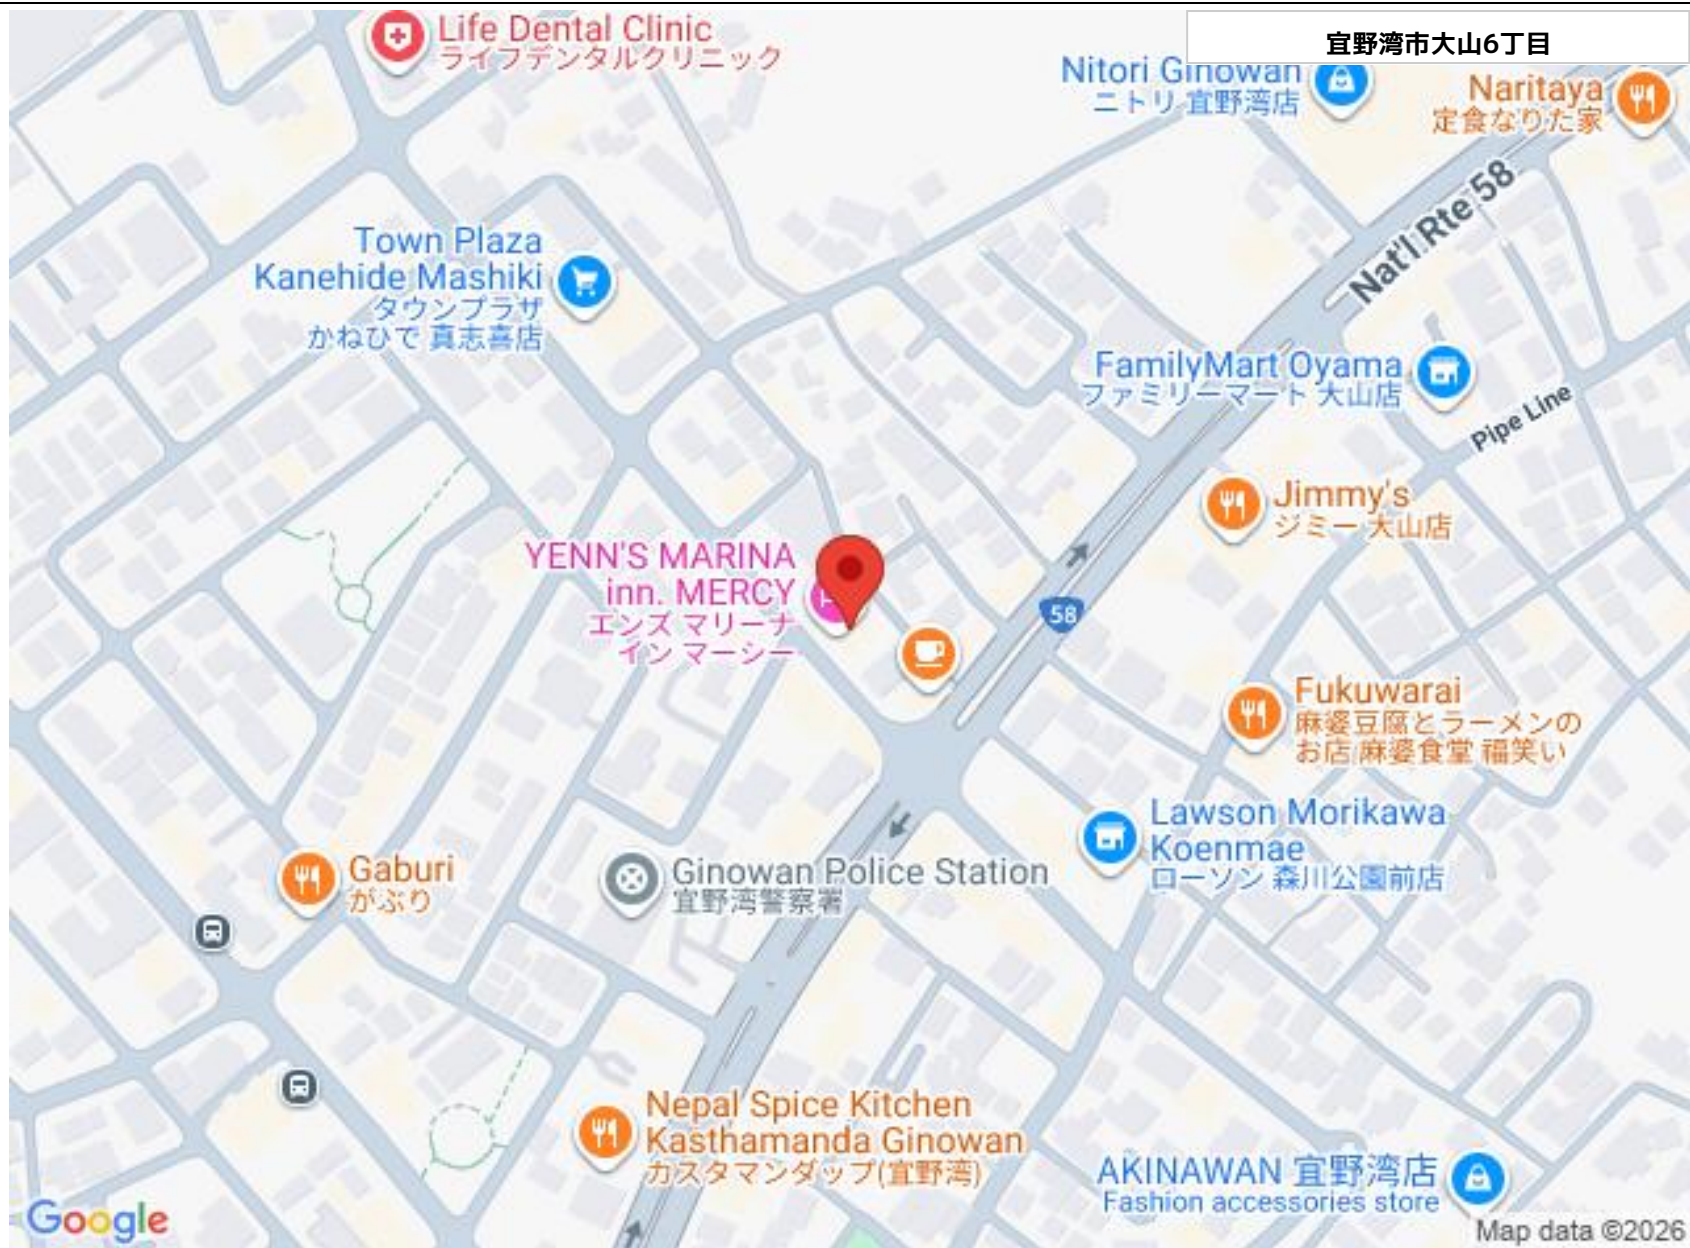 Life Dental Clinic
ライフデンタルクリニック
宜野湾市大山6丁目
Nitori Ginowan
ニトリ 宜野湾店
Naritaya
定食なりた家
Nat'l Rte 58
Town Plaza
Kanehide Mashiki
タウンプラザ
かねひで 真志喜店
FamilyMart Oyama
ファミリーマート 大山店
Pipe Line
Jimmy's
ジミー 大山店
YENN'S MARINA
inn. MERCY
エンズ マリーナ
イン マーシー
58
Fukuwarai
麻婆豆腐とラーメンの
お店 麻婆食堂 福笑い
Lawson Morikawa
Koenmae
ローソン 森川公園前店
Gaburi
がぶり
Ginowan Police Station
宜野湾警察署
Nepal Spice Kitchen
Kasthamanda Ginowan
カスタマンダップ(宜野湾)
AKINAWAN 宜野湾店
Fashion accessories store
Google
Map data ©2026